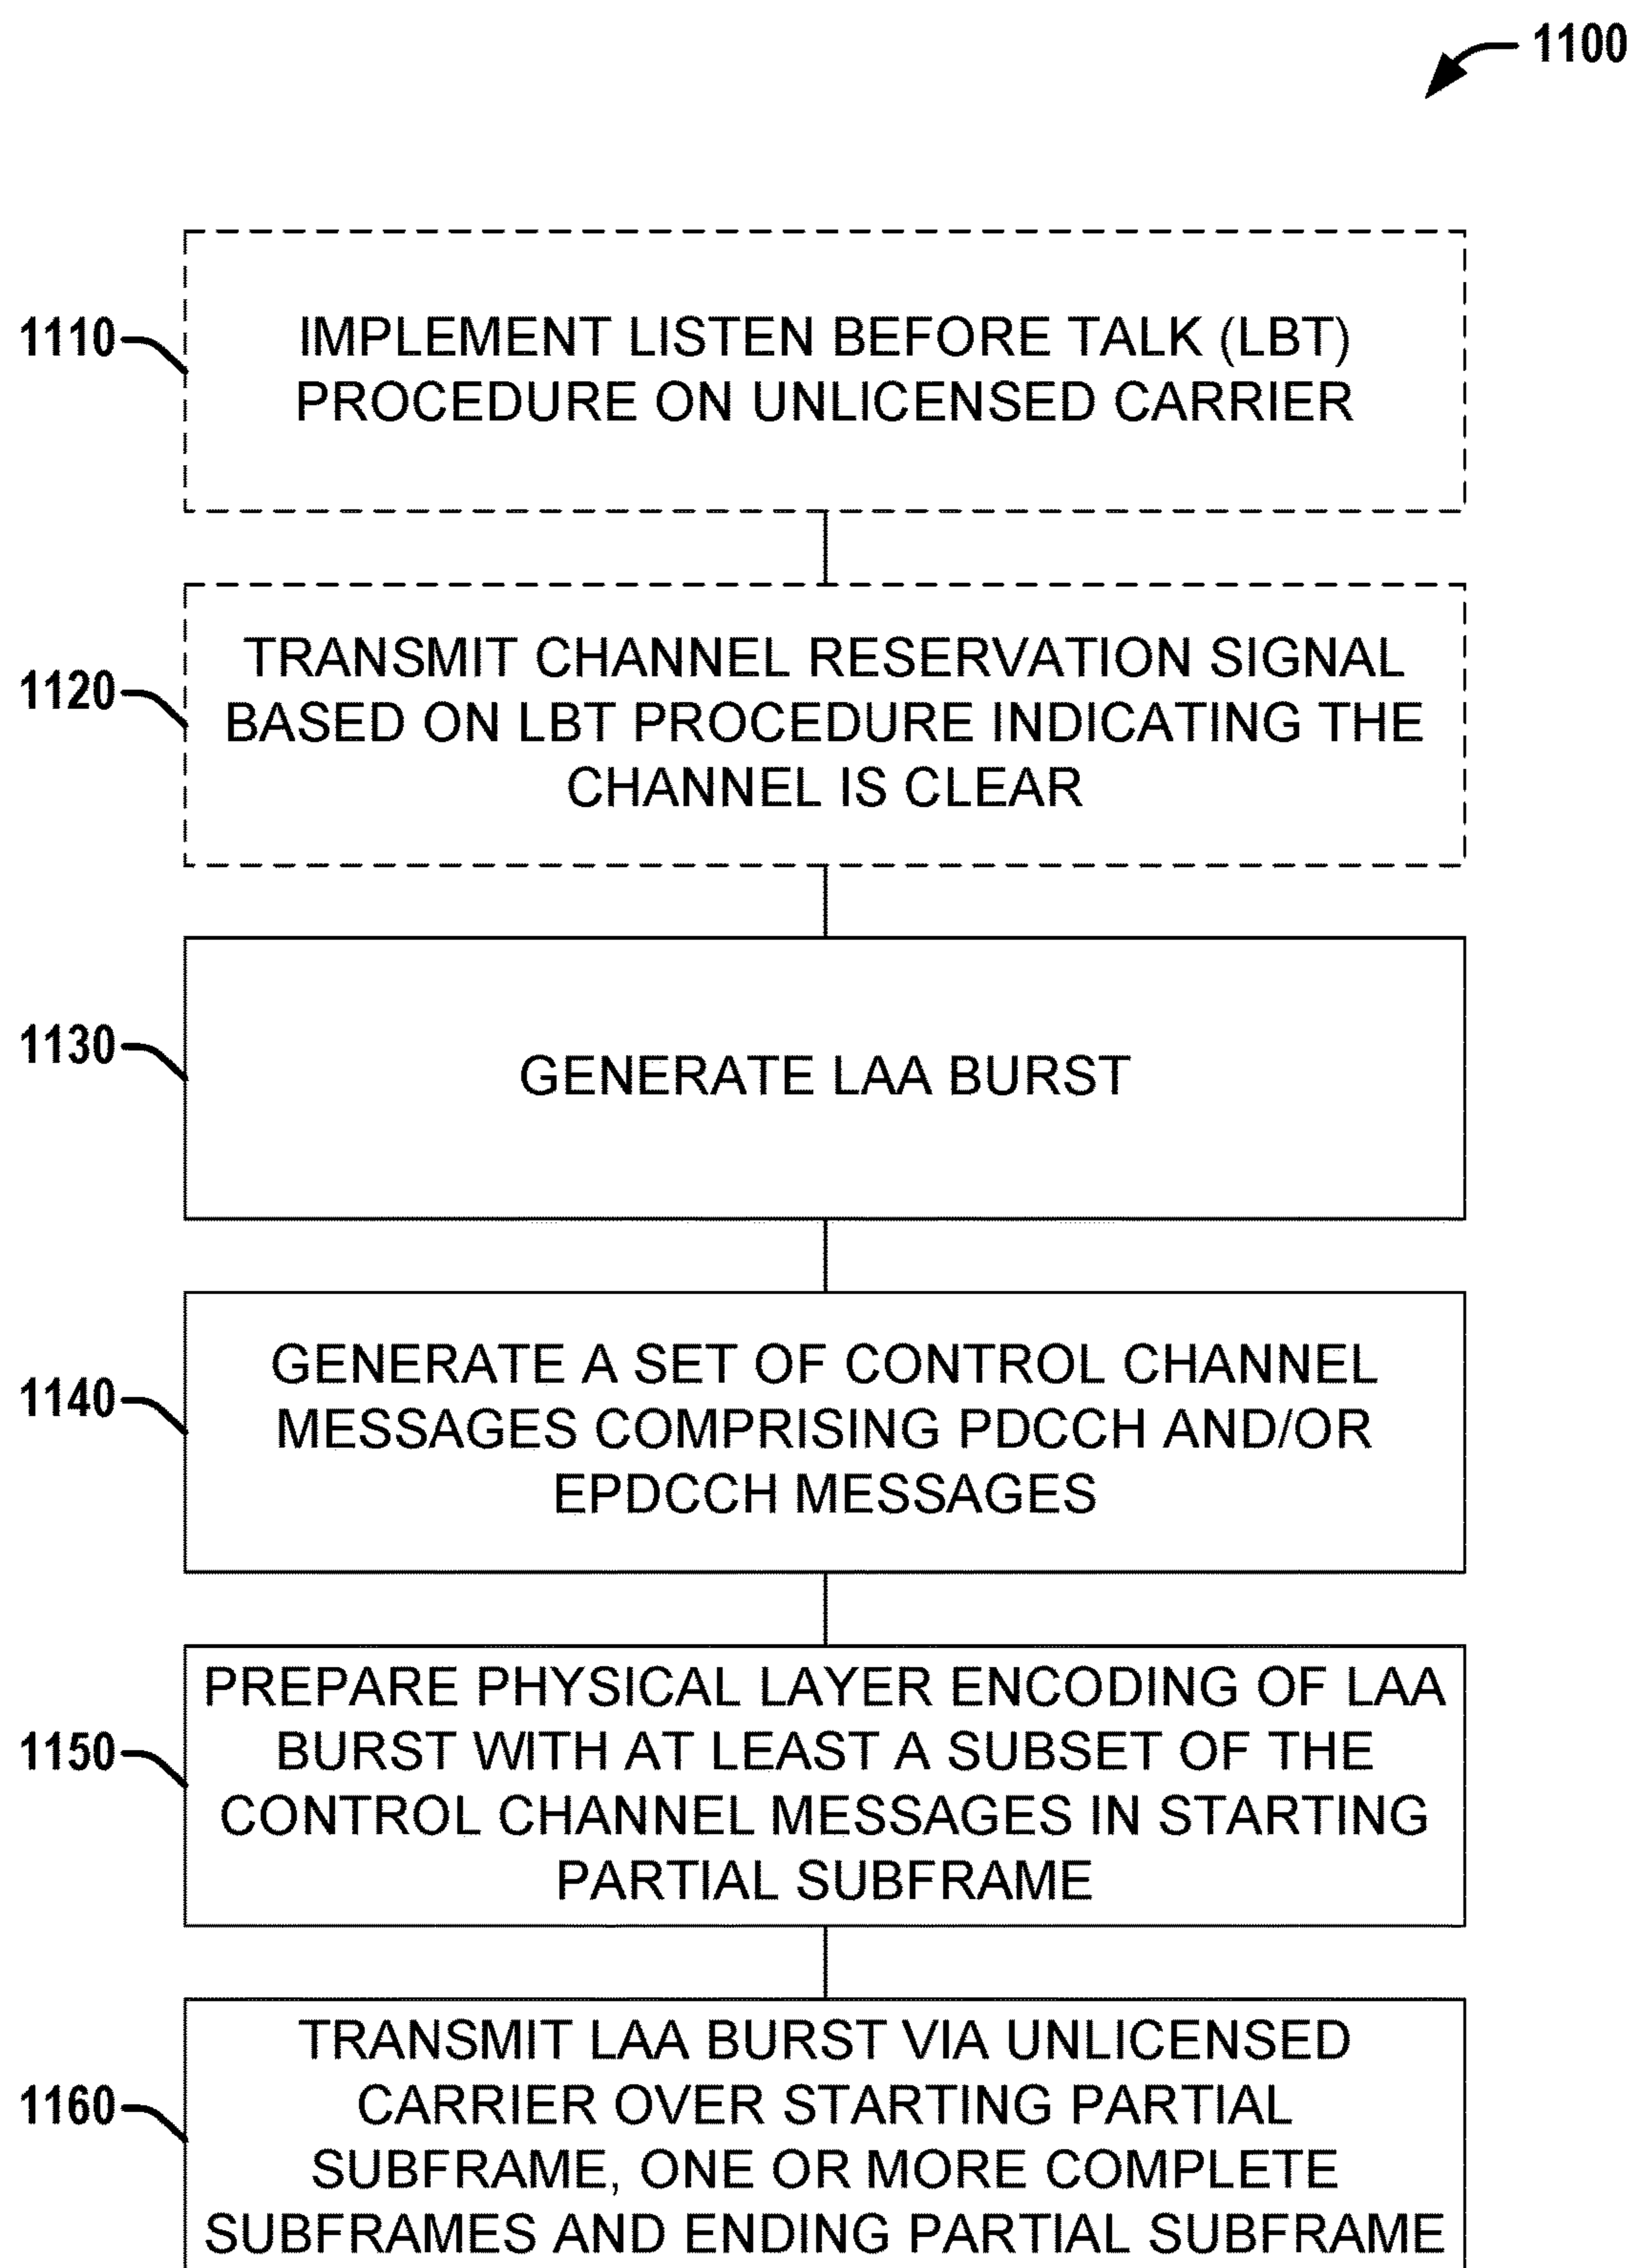 1100
1110
IMPLEMENT LISTEN BEFORE TALK (LBT)
PROCEDURE ON UNLICENSED CARRIER
1120
TRANSMIT CHANNEL RESERVATION SIGNAL
BASED ON LBT PROCEDURE INDICATING THE
CHANNEL IS CLEAR
1130
GENERATE LAA BURST
1140
GENERATE A SET OF CONTROL CHANNEL
MESSAGES COMPRISING PDCCH AND/OR
EPDCCH MESSAGES
1150
PREPARE PHYSICAL LAYER ENCODING OF LAA
BURST WITH AT LEAST A SUBSET OF THE
CONTROL CHANNEL MESSAGES IN STARTING
PARTIAL SUBFRAME
1160
TRANSMIT LAA BURST VIA UNLICENSED
CARRIER OVER STARTING PARTIAL
SUBFRAME, ONE OR MORE COMPLETE
SUBFRAMES AND ENDING PARTIAL SUBFRAME